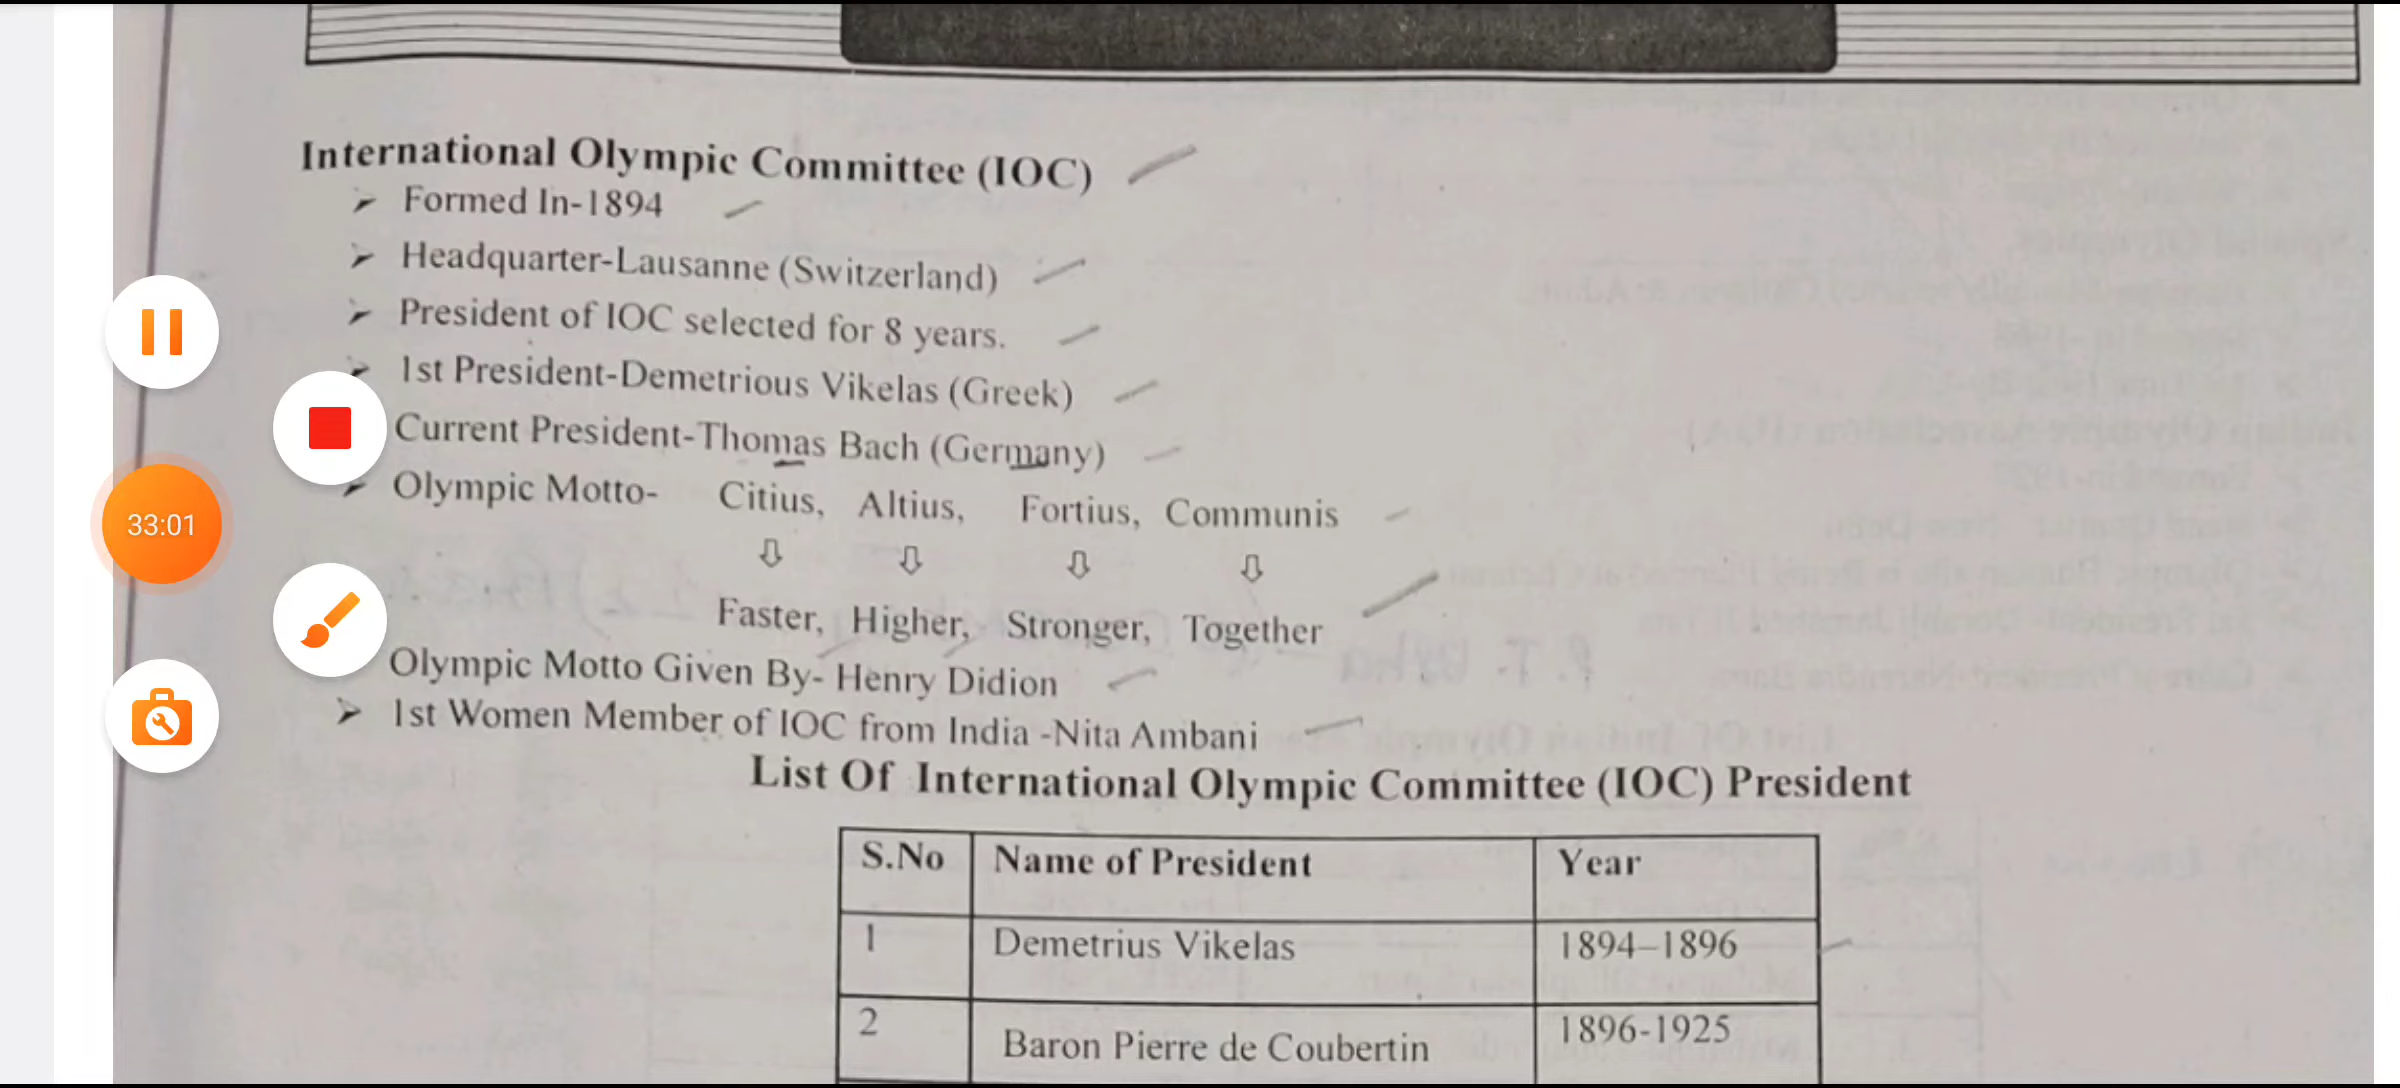 International Olympic Committee (IOC)
➢ Formed In-1894
➢ Headquarter-Lausanne (Switzerland)
➢ President of IOC selected for 8 years.
➢ 1st President-Demetrious Vikelas (Greek)
Current President-Thomas Bach (Germany)
➢ Olympic Motto- Citius, Altius, Fortius, Communis
⇩ ⇩ ⇩ ⇩
33:01
Faster, Higher, Stronger, Together
Olympic Motto Given By- Henry Didion
➢ 1st Women Member of IOC from India -Nita Ambani
List Of International Olympic Committee (IOC) President
S.No Name of President Year
1 Demetrius Vikelas 1894–1896
2 Baron Pierre de Coubertin 1896-1925